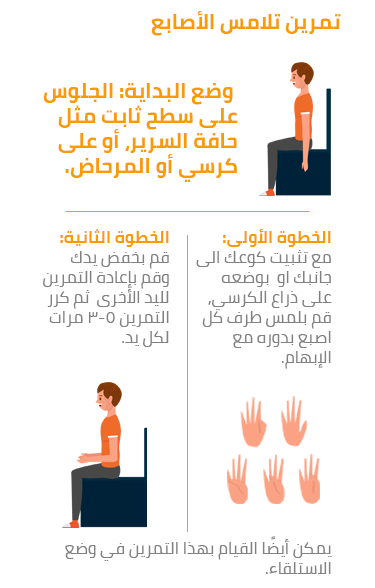 تمرين تلامس الأصابع
وضع البداية: الجلوس
على سطح ثابت مثل
حافة السرير، أو على
كرسي أو المرحاض.
الخطوة الأولى:
مع تثبيت كوعك الى
جانبك او بوضعه
على ذراع الكرسي،
قم بلمس طرف كل
اصبع بدوره مع
الإبهام.
الخطوة الثانية:
قم بخفض يدك
وقم بإعادة التمرين
لليد الأخرى ثم كرر
التمرين ٥-٣ مرات
لكل يد.
يمكن أيضًا القيام بهذا التمرين في وضع
الاستلقاء.